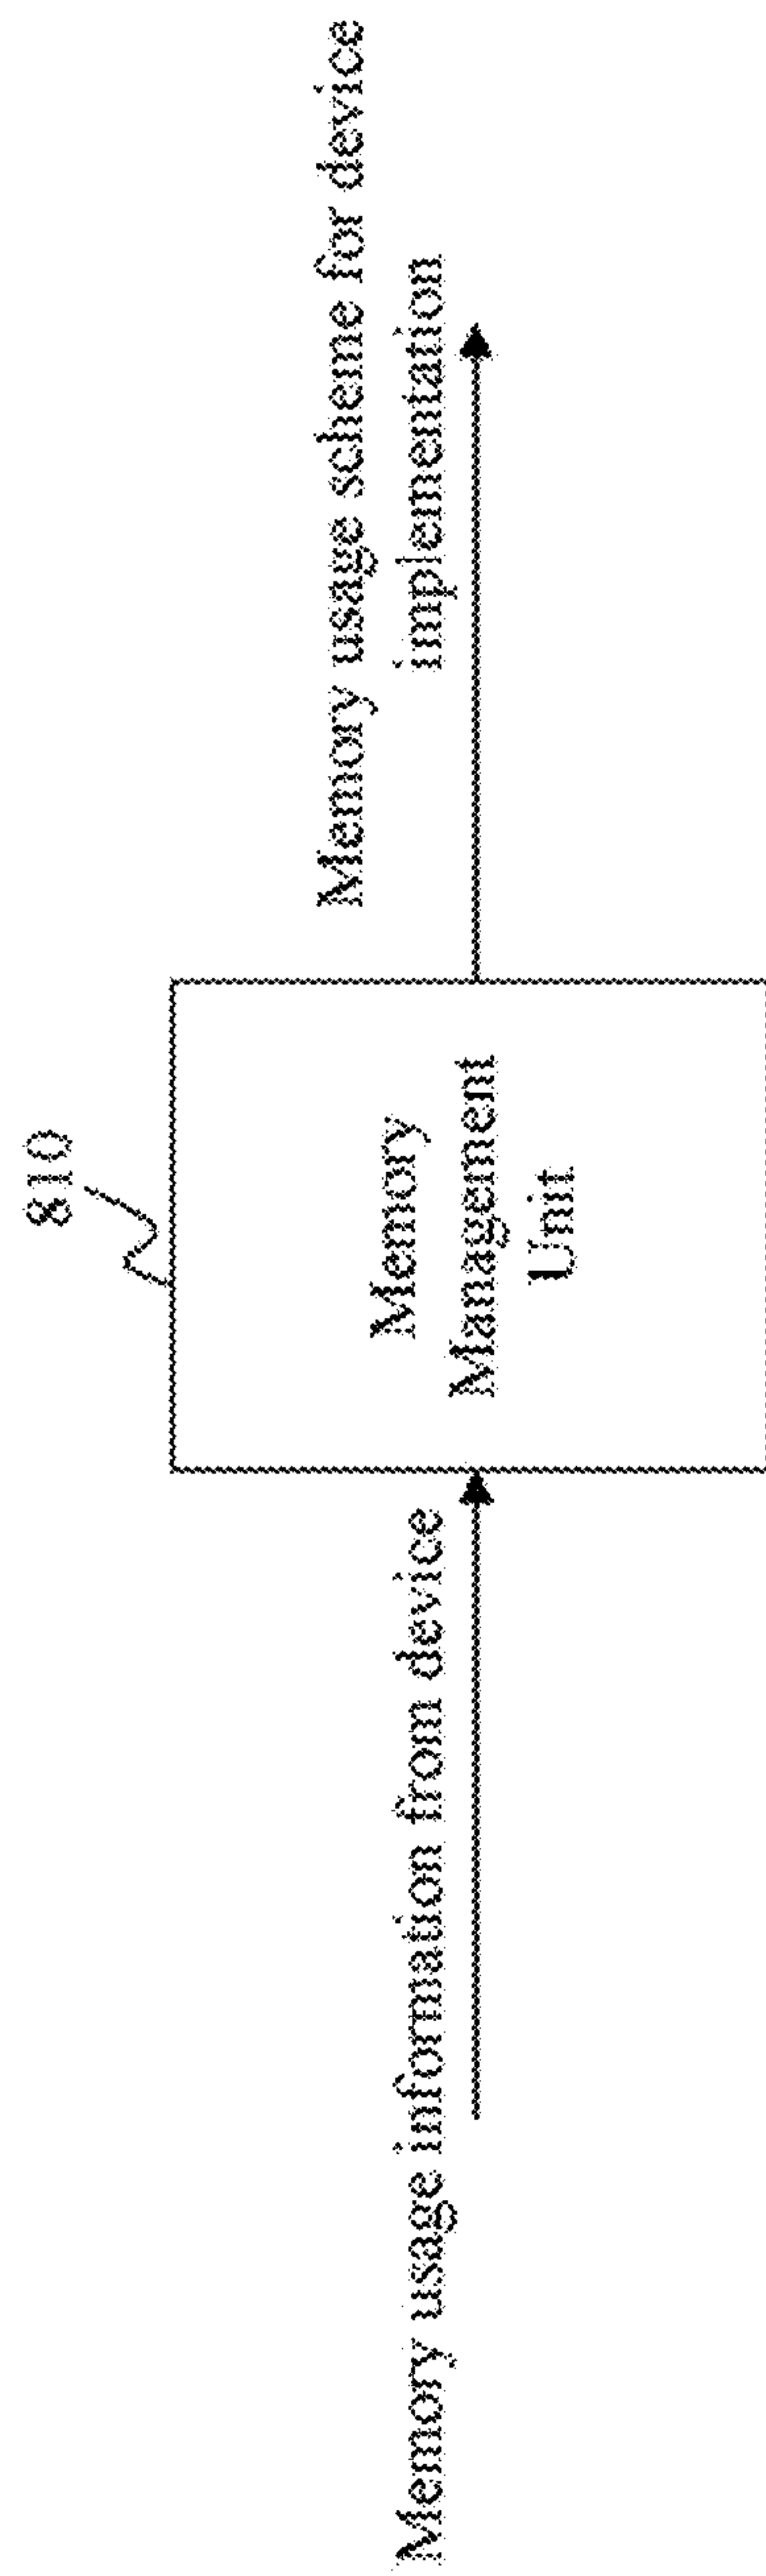 810
Memory usage information from device
Memory
Management
Unit
Memory usage scheme for device
implementation